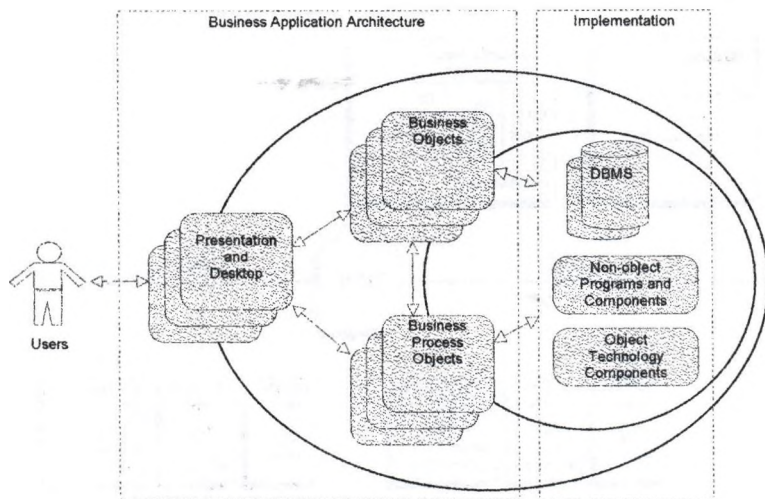 Business Application Architecture
Implementation
Business
Objects
DBMS
Presentation
and
Desktop
Non-object
Programs and
Components
Users
Business
Process
Objects
Object
Technology
Components